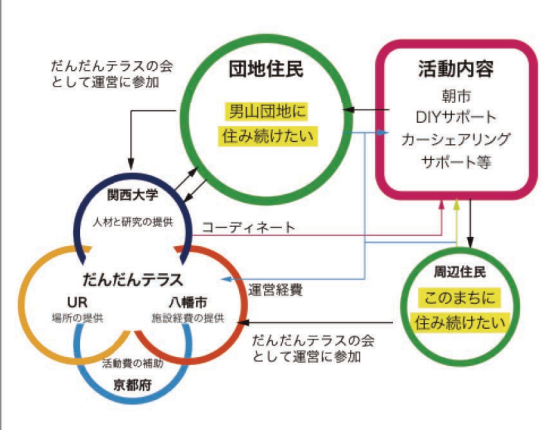 だんだんテラスの会
として運営に参加
団地住民
男山団地に
住み続けたい
活動内容
朝市
DIYサポート
カーシェアリング
サポート等
関西大学
人材と研究の提供
コーディネート
だんだんテラス
UR
場所の提供
八幡市
施設経費の提供
運営経費
周辺住民
このまちに
住み続けたい
だんだんテラスの会
として運営に参加
活動費の補助
京都府